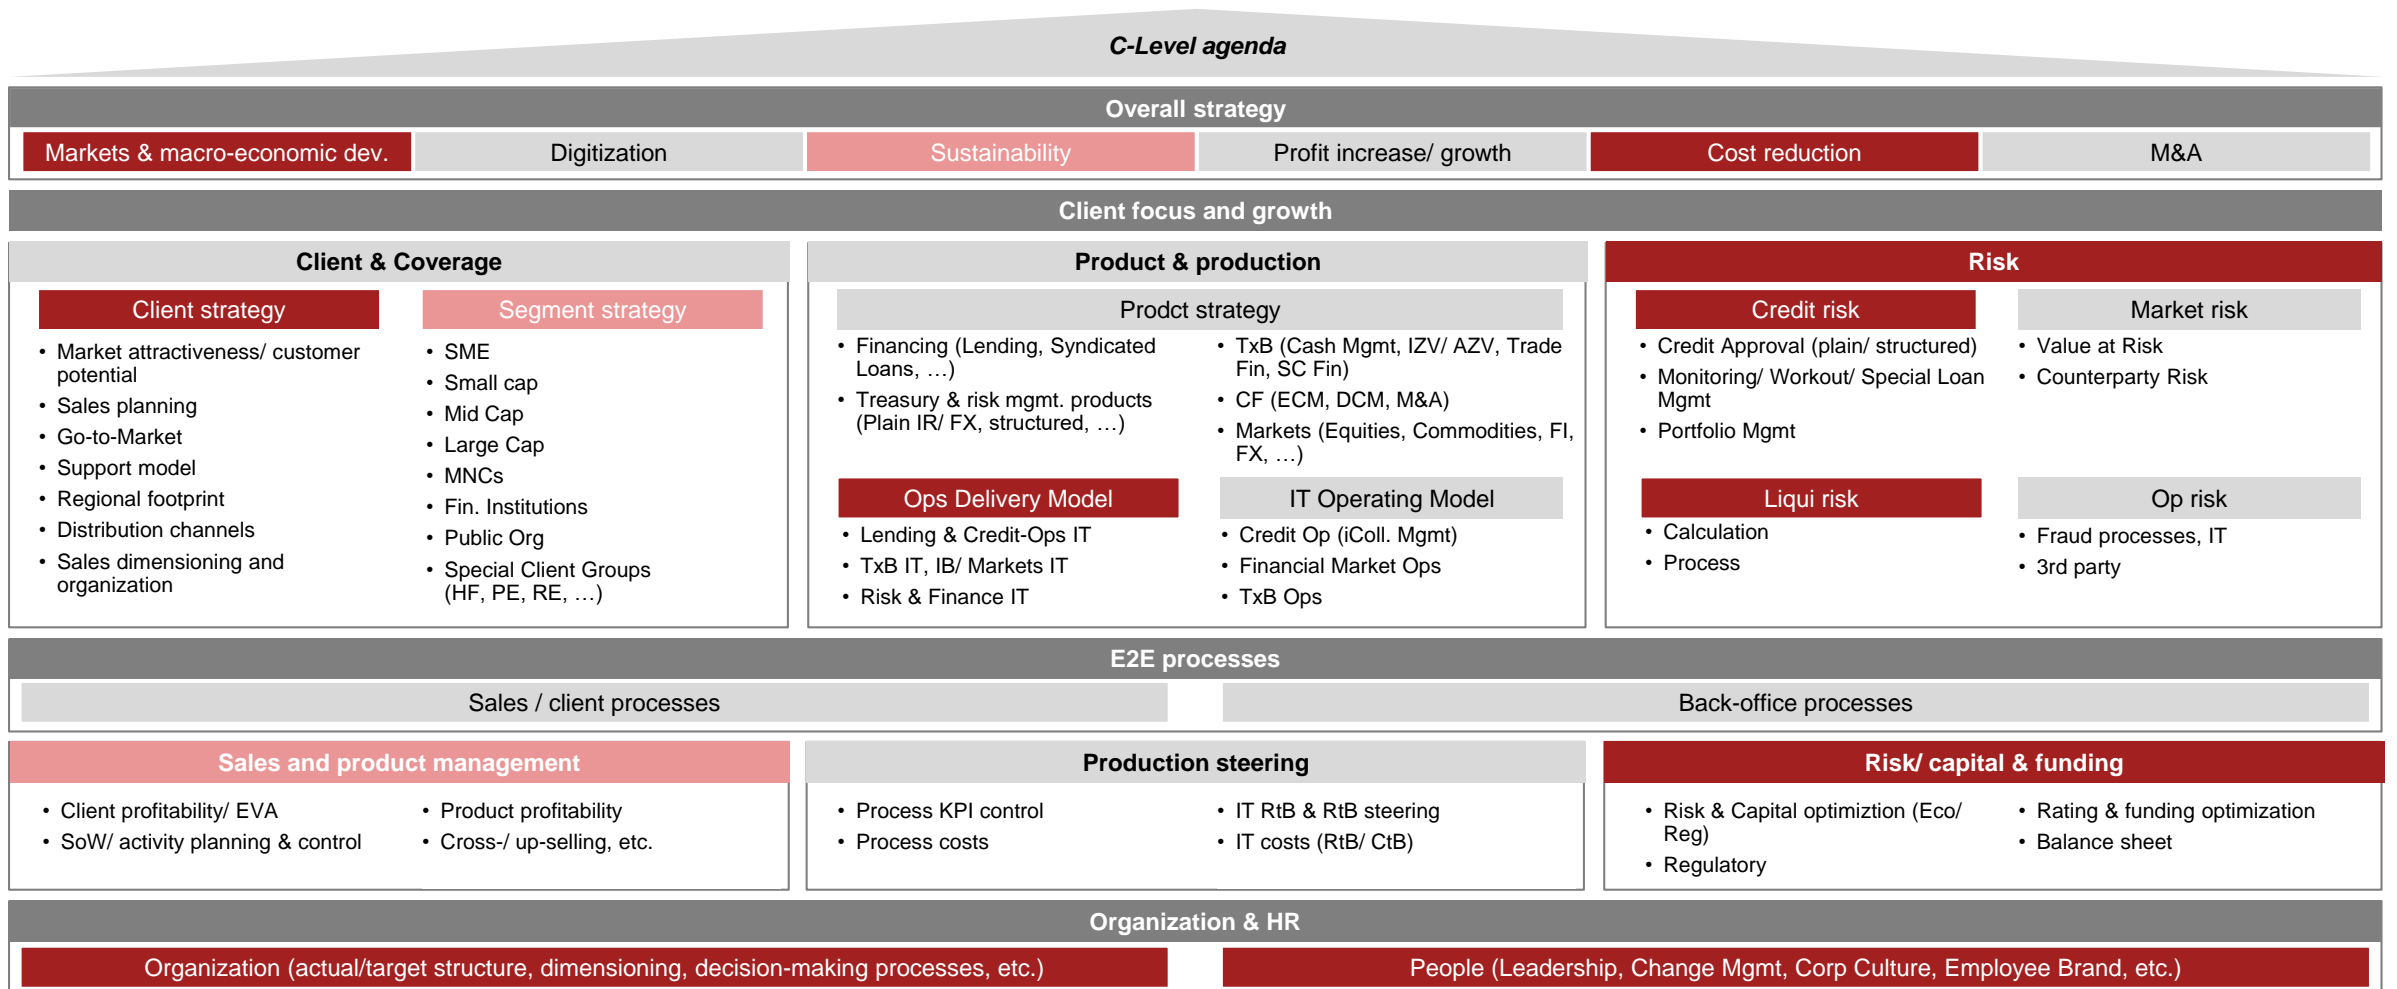 C-Level agenda
Overall strategy
Markets & macro-economic dev.
Digitization
Sustainability
Profit increase/ growth
Cost reduction
M&A
Client focus and growth
Client & Coverage
Client strategy
• Market attractiveness/ customer
potential
• Sales planning
• Go-to-Market
• Support model
• Regional footprint
• Distribution channels
• Sales dimensioning and
organization
Segment strategy
• SME
• Small cap
• Mid Cap
• Large Cap
• MNCs
• Fin. Institutions
• Public Org
• Special Client Groups
(HF, PE, RE, …)
Product & production
Prodct strategy
• Financing (Lending, Syndicated
Loans, …)
• Treasury & risk mgmt. products
(Plain IR/ FX, structured, …)
• TxB (Cash Mgmt, IZV/ AZV, Trade
Fin, SC Fin)
• CF (ECM, DCM, M&A)
• Markets (Equities, Commodities, FI,
FX, …)
Ops Delivery Model
• Lending & Credit-Ops IT
• TxB IT, IB/ Markets IT
• Risk & Finance IT
IT Operating Model
• Credit Op (iColl. Mgmt)
• Financial Market Ops
• TxB Ops
Risk
Credit risk
• Credit Approval (plain/ structured)
• Monitoring/ Workout/ Special Loan
Mgmt
• Portfolio Mgmt
Market risk
• Value at Risk
• Counterparty Risk
Liqui risk
• Calculation
• Process
Op risk
• Fraud processes, IT
• 3rd party
E2E processes
Sales / client processes
Back-office processes
Sales and product management
• Client profitability/ EVA
• SoW/ activity planning & control
• Product profitability
• Cross-/ up-selling, etc.
Production steering
• Process KPI control
• Process costs
• IT RtB & RtB steering
• IT costs (RtB/ CtB)
Risk/ capital & funding
• Risk & Capital optimiztion (Eco/
Reg)
• Regulatory
• Rating & funding optimization
• Balance sheet
Organization & HR
Organization (actual/target structure, dimensioning, decision-making processes, etc.)
People (Leadership, Change Mgmt, Corp Culture, Employee Brand, etc.)